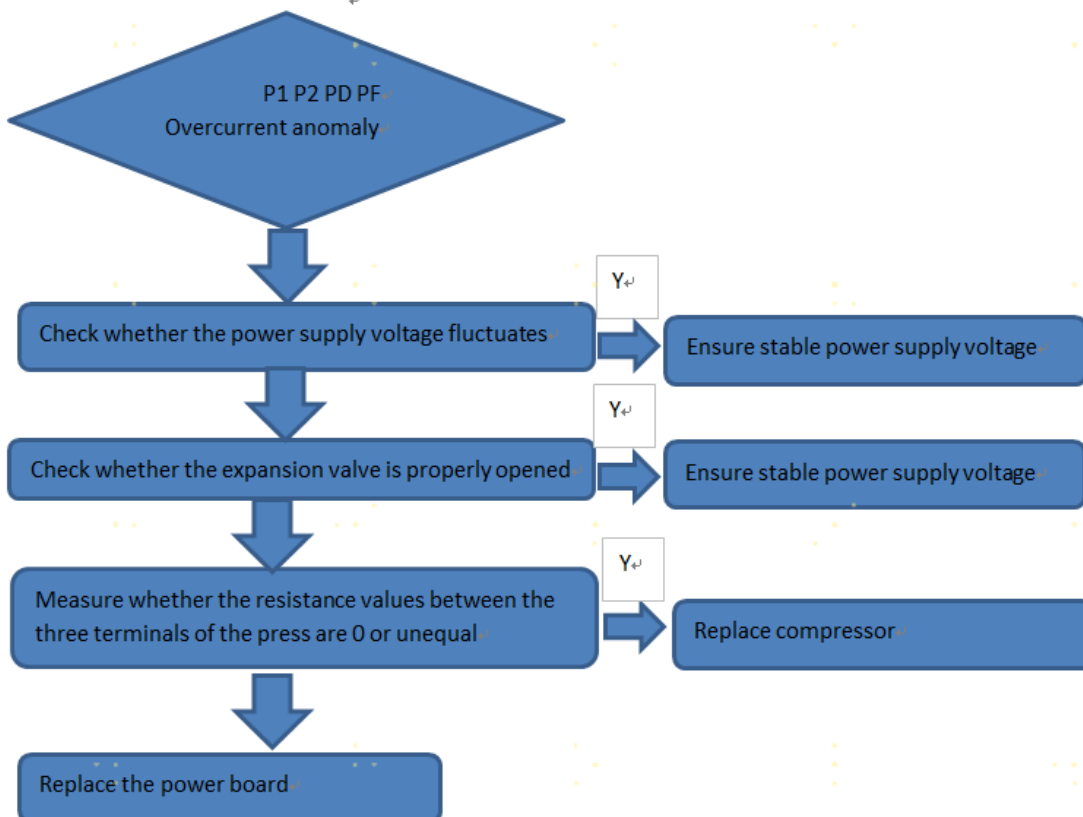 P1 P2 PD PF
Overcurrent anomaly
Y
Check whether the power supply voltage fluctuates
Ensure stable power supply voltage
Y
Check whether the expansion valve is properly opened
Ensure stable power supply voltage
Y
Measure whether the resistance values between the
three terminals of the press are 0 or unequal
Replace compressor
Replace the power board